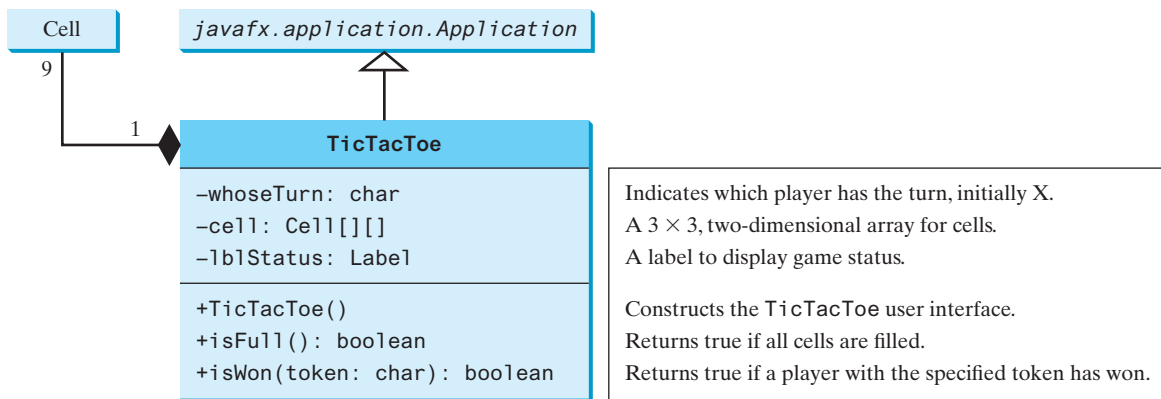 Cell
javafx.application.Application
9
1
TicTacToe
–whoseTurn: char
Indicates which player has the turn, initially X.
–cell: Cell[][]
A 3 × 3, two-dimensional array for cells.
–lblStatus: Label
A label to display game status.
+TicTacToe()
Constructs the TicTacToe user interface.
+isFull(): boolean
Returns true if all cells are filled.
+isWon(token: char): boolean
Returns true if a player with the specified token has won.